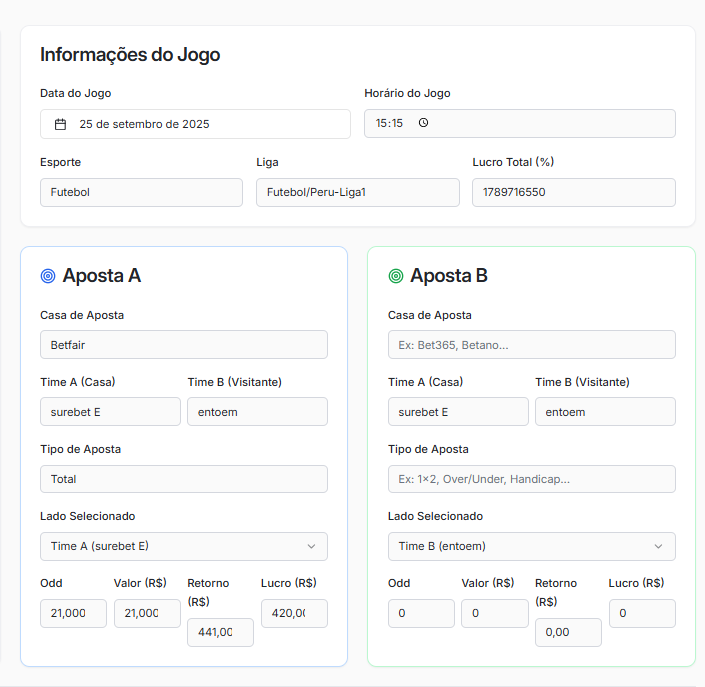 Informações do Jogo
Data do Jogo
Horário do Jogo
25 de setembro de 2025
15:15
Esporte
Liga
Lucro Total (%)
Futebol
Futebol/Peru-Liga1
1789716550
Aposta A
Casa de Aposta
Betfair
Time A (Casa)
Time B (Visitante)
surebet E
entoem
Tipo de Aposta
Total
Lado Selecionado
Time A (surebet E)
Odd
Valor (R$)
Retorno
(R$)
Lucro (R$)
21,000
21,000
441,00
420,0
Aposta B
Casa de Aposta
Ex: Bet365, Betano...
Time A (Casa)
Time B (Visitante)
surebet E
entoem
Tipo de Aposta
Ex: 1x2, Over/Under, Handicap...
Lado Selecionado
Time B (entoem)
Odd
Valor (R$)
Retorno
(R$)
Lucro (R$)
0
0
0,00
0